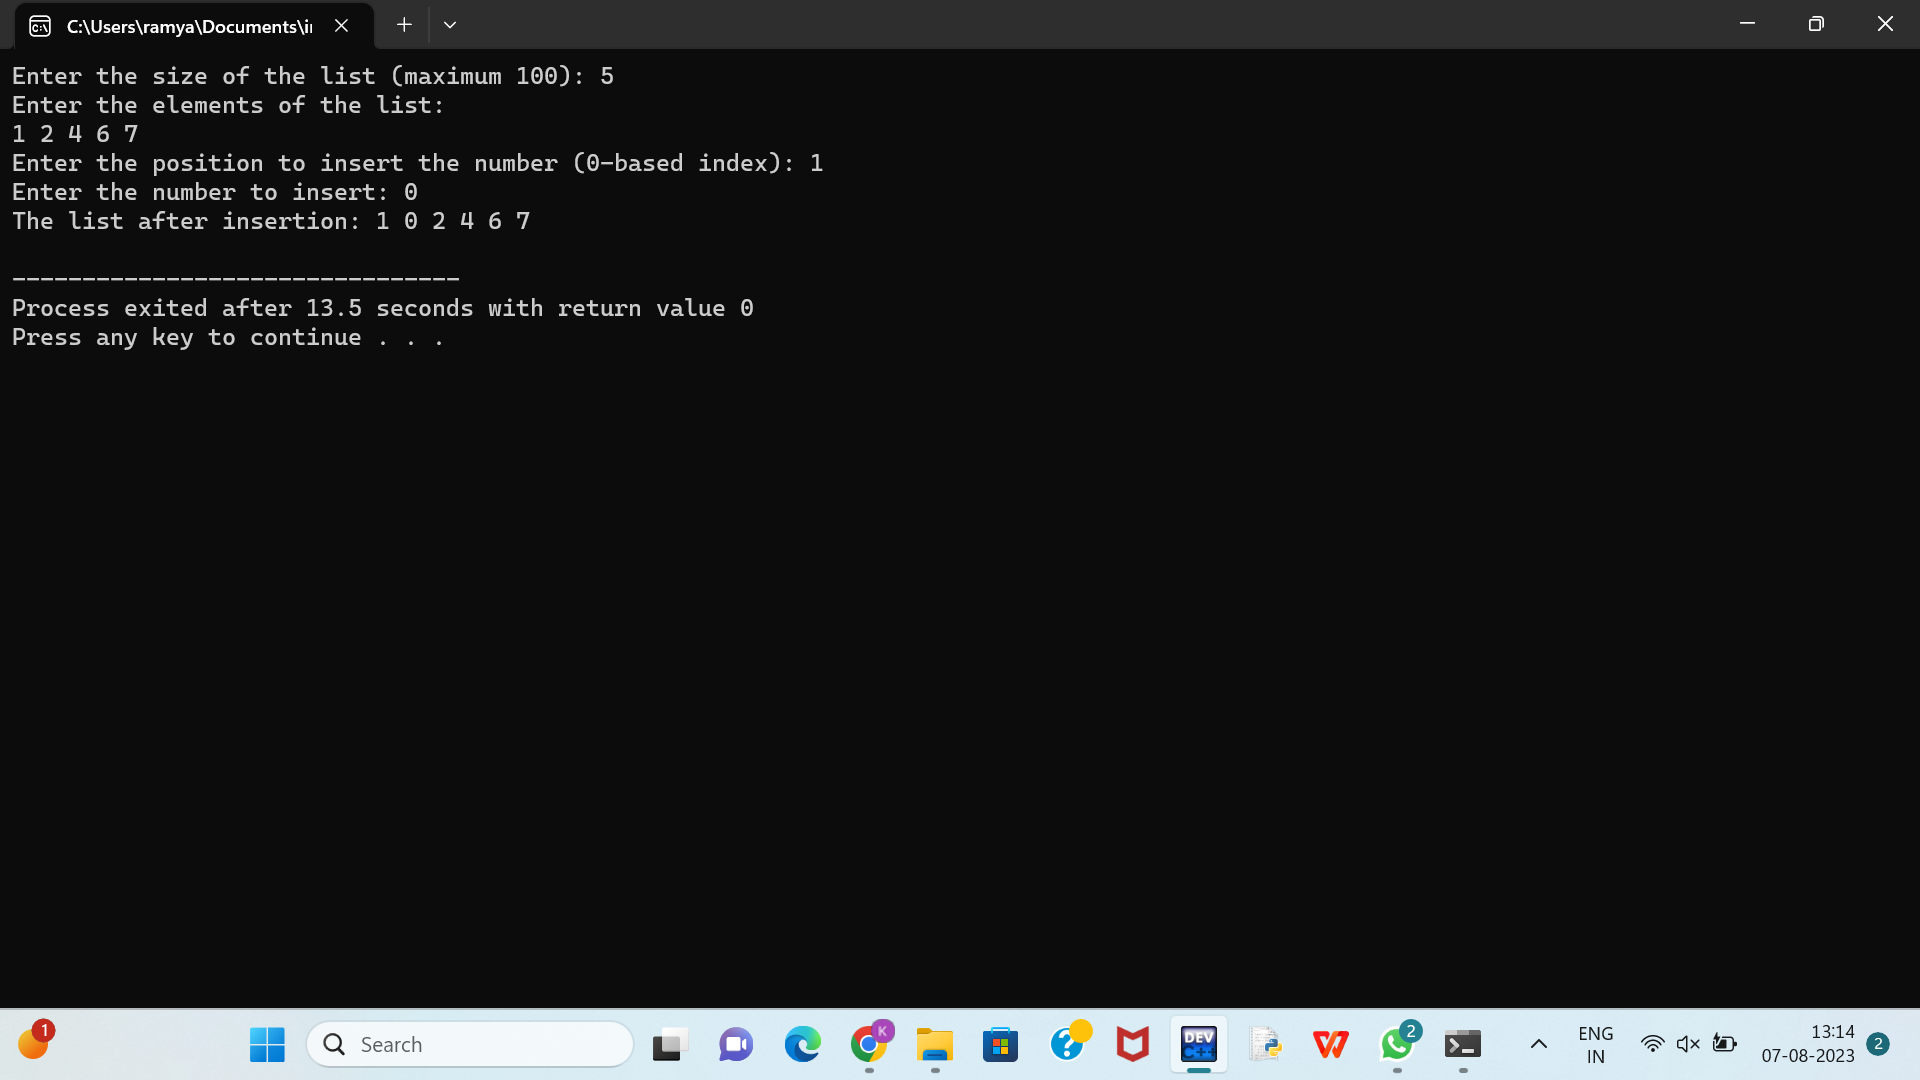 C:\Users\ramya\Documents\i
Enter the size of the list (maximum 100): 5
Enter the elements of the list:
1 2 4 6 7
Enter the position to insert the number (0-based index): 1
Enter the number to insert: 0
The list after insertion: 1 0 2 4 6 7
--------------------------------
Process exited after 13.5 seconds with return value 0
Press any key to continue . . .
1
Search
K
DEV
C++
2
ENG
IN
13:14
07-08-2023
2